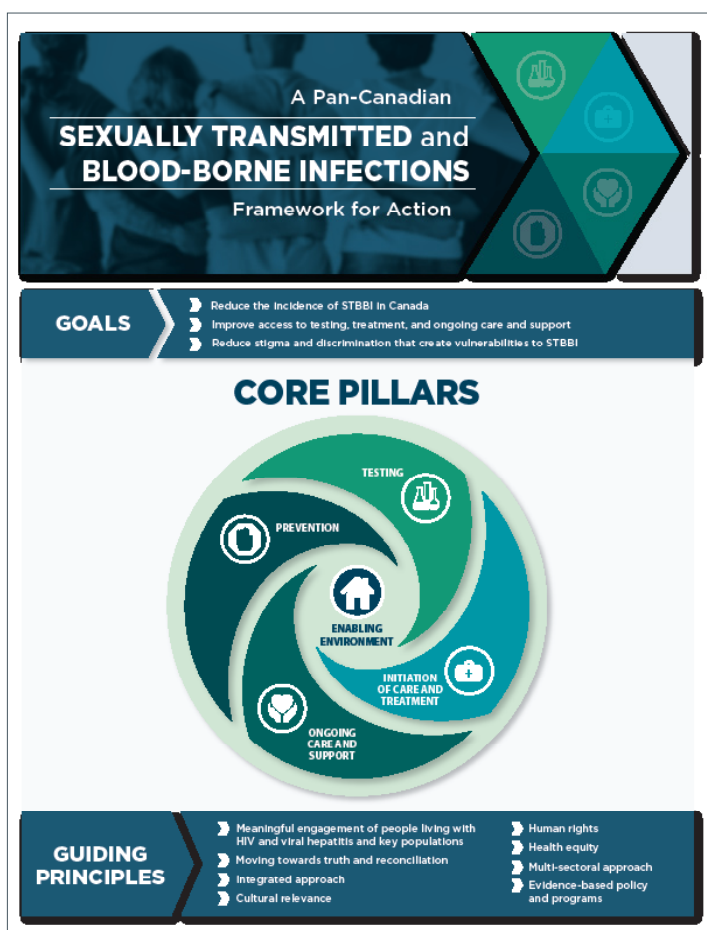 A Pan-Canadian
SEXUALLY TRANSMITTED and
BLOOD-BORNE INFECTIONS
Framework for Action
GOALS
Reduce the incidence of STBBI in Canada
Improve access to testing, treatment, and ongoing care and support
Reduce stigma and discrimination that create vulnerabilities to STBBI
CORE PILLARS
TESTING
PREVENTION
ENABLING
ENVIRONMENT
INITIATION
OF CARE AND
TREATMENT
ONGOING
CARE AND
SUPPORT
GUIDING
PRINCIPLES
Meaningful engagement of people living with
HIV and viral hepatitis and key populations
Moving towards truth and reconciliation
Integrated approach
Cultural relevance
Human rights
Health equity
Multi-sectoral approach
Evidence-based policy
and programs